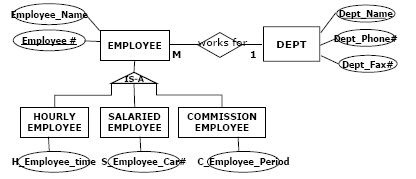 Employee_Name
Dept_Name
Employee #
EMPLOYEE
works for
DEPT
Dept_Phone#
M
1
Dept_Fax#
IS-A
HOURLY
EMPLOYEE
SALARIED
EMPLOYEE
COMMISSION
EMPLOYEE
H_Employee_time
S_Employee_Car#
C_Employee_Period